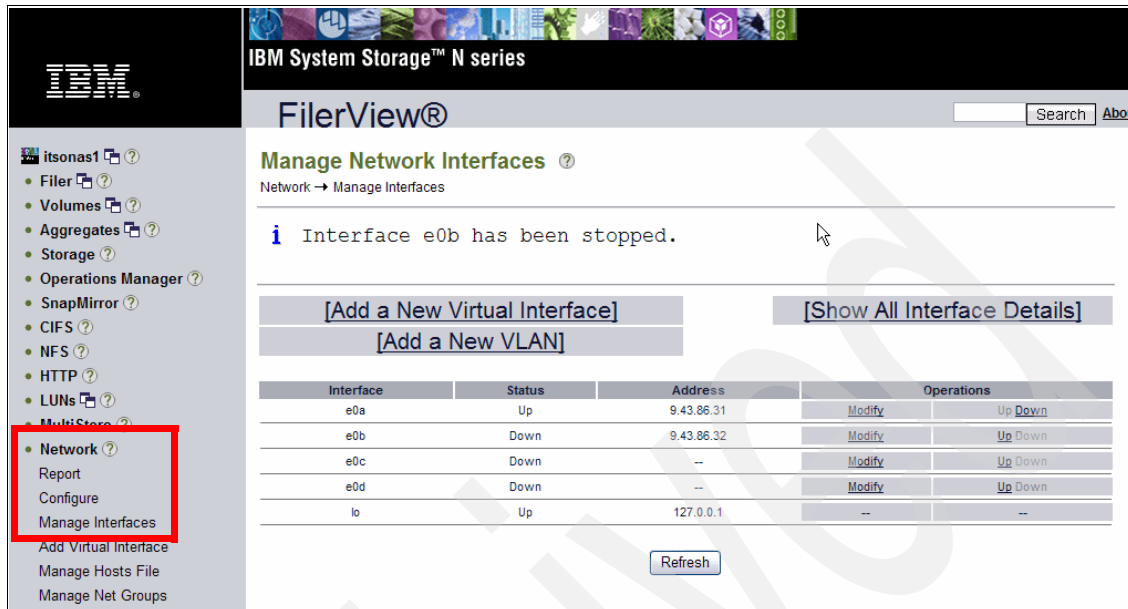 IBM®
IBM System Storage™ N series
FilerView®
Search Abo
itsonas1 ?
• Filer ?
• Volumes ?
• Aggregates ?
• Storage ?
• Operations Manager ?
• SnapMirror ?
• CIFS ?
• NFS ?
• HTTP ?
• LUNs ?
• MultiStore ?
• Network ?
Report
Configure
Manage Interfaces
Add Virtual Interface
Manage Hosts File
Manage Net Groups
Manage Network Interfaces ?
Network → Manage Interfaces
i Interface e0b has been stopped.
[Add a New Virtual Interface] [Show All Interface Details]
[Add a New VLAN]
Interface Status Address Operations
e0a Up 9.43.86.31 Modify Up Down
e0b Down 9.43.86.32 Modify Up Down
e0c Down -- Modify Up Down
e0d Down -- Modify Up Down
lo Up 127.0.0.1 -- --
Refresh